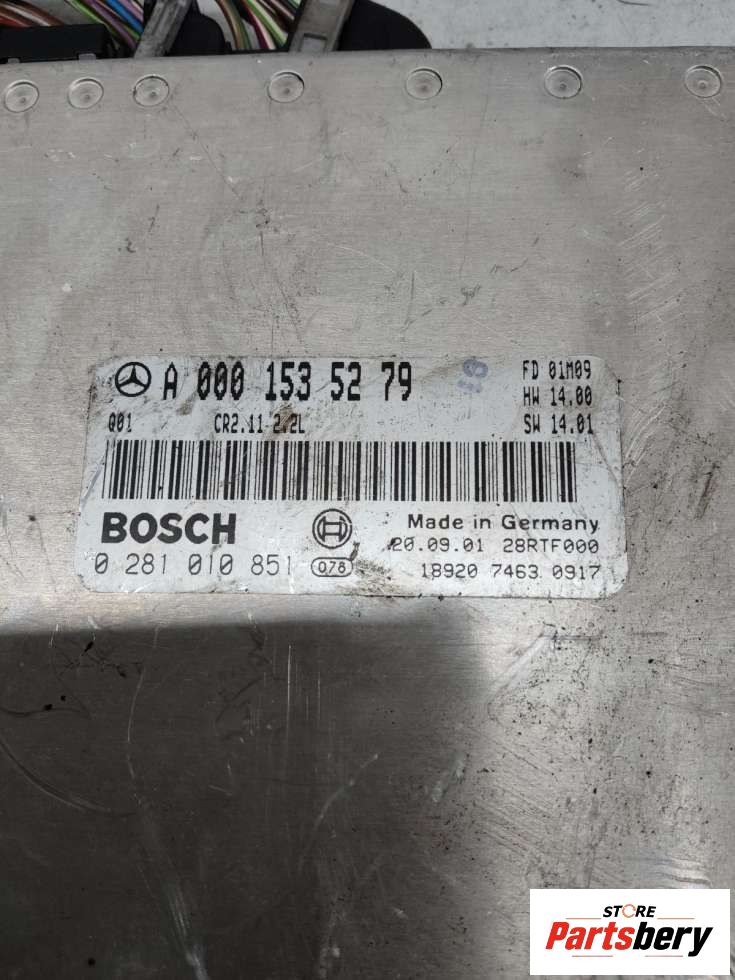 A 000 153 52 79
FD 01M09
HW 14.00
Q01 CR2.11 2.2L SW 14.01
BOSCH Made in Germany
20.09.01 28RTF000
0 281 010 851 078
1892D 7463 0917
STORE
Partsbery